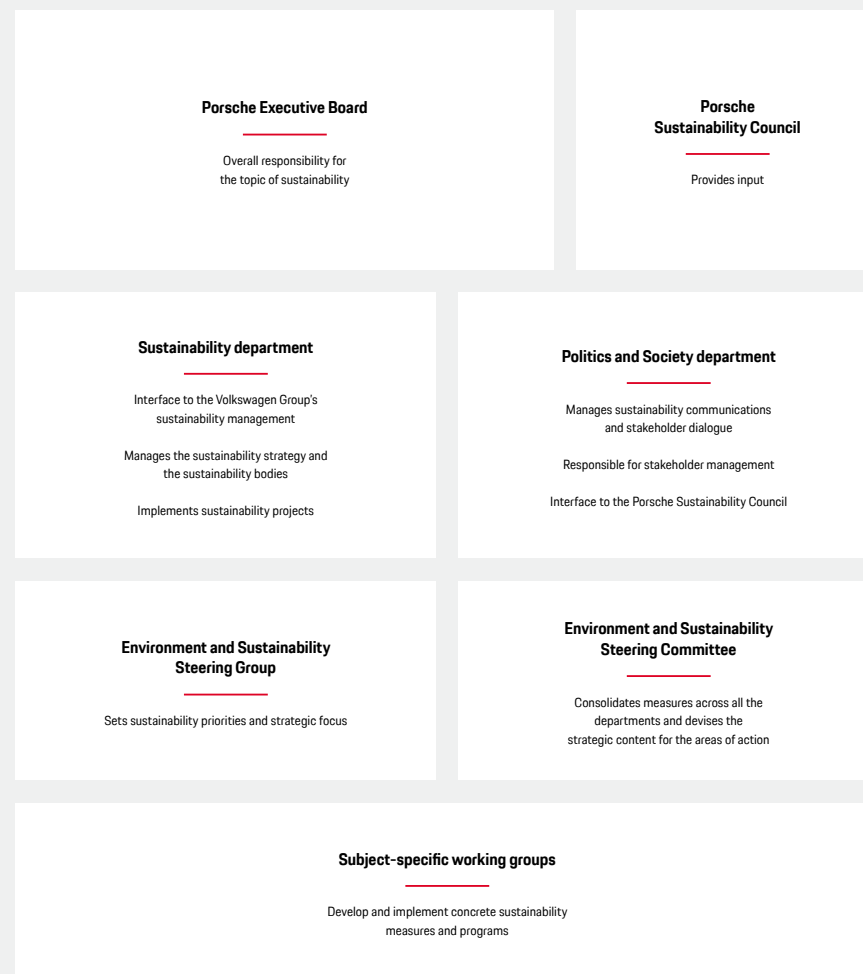 Porsche Executive Board
Overall responsibility for
the topic of sustainability
Porsche
Sustainability Council
Provides input
Sustainability department
Interface to the Volkswagen Group's
sustainability management
Manages the sustainability strategy and
the sustainability bodies
Implements sustainability projects
Politics and Society department
Manages sustainability communications
and stakeholder dialogue
Responsible for stakeholder management
Interface to the Porsche Sustainability Council
Environment and Sustainability
Steering Group
Sets sustainability priorities and strategic focus
Environment and Sustainability
Steering Committee
Consolidates measures across all the
departments and devises the
strategic content for the areas of action
Subject-specific working groups
Develop and implement concrete sustainability
measures and programs